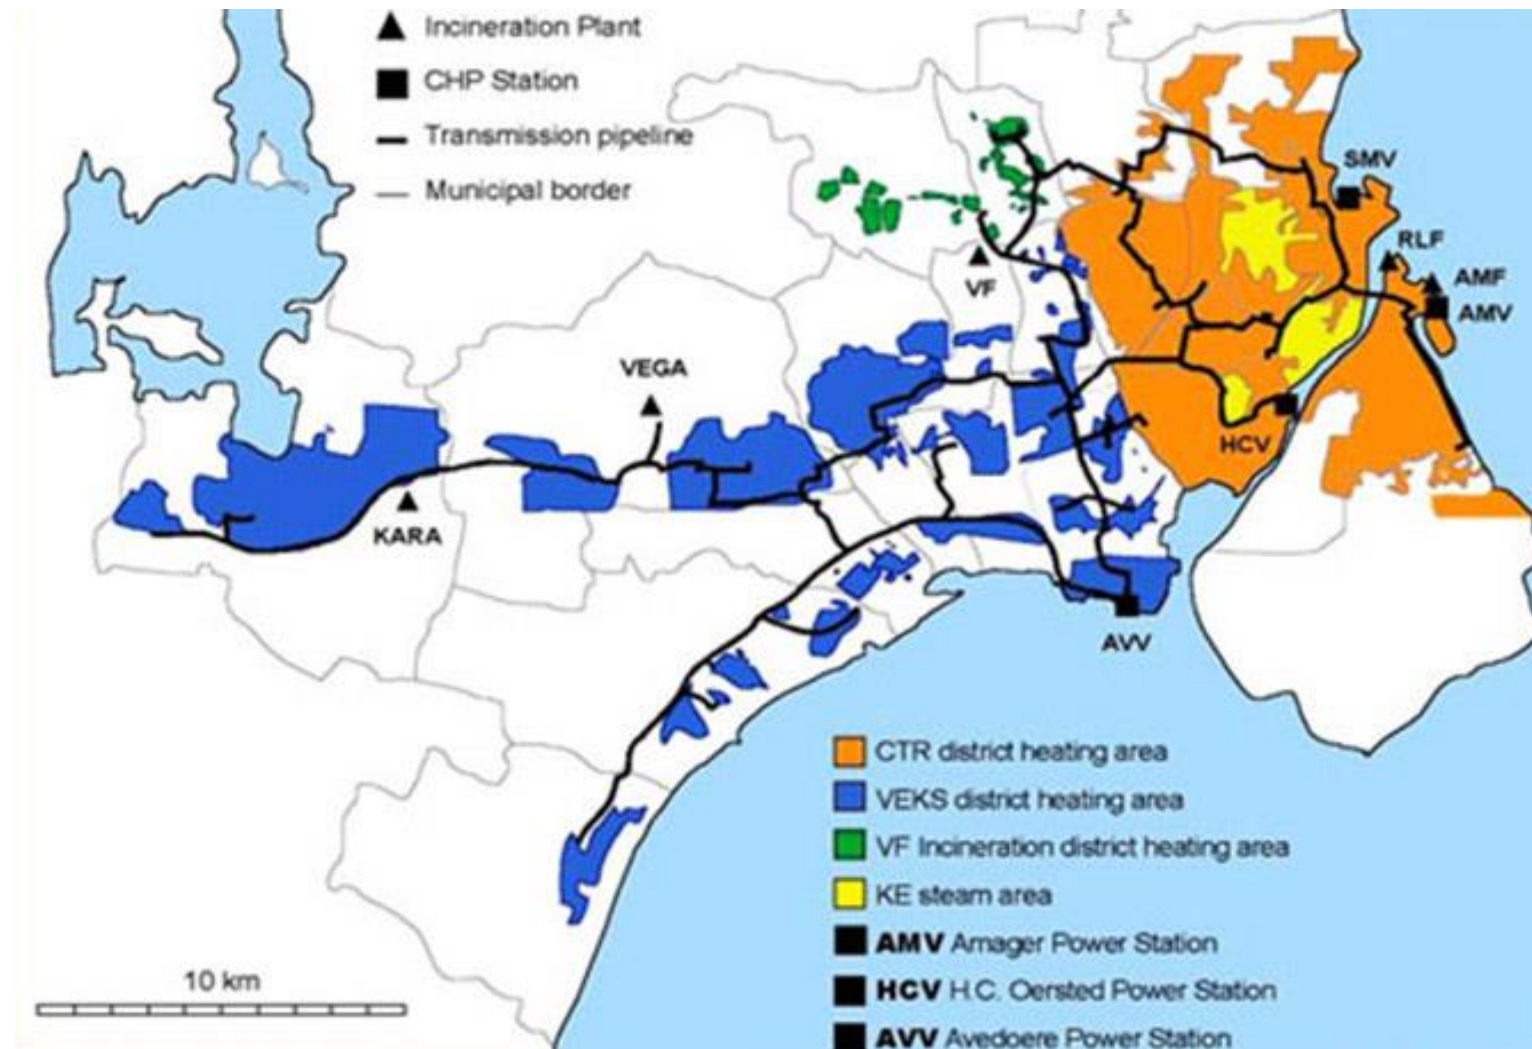 Incineration Plant
CHP Station
Transmission pipeline
Municipal border
SMV
RLF
AMF
AMV
VF
VEGA
HCV
KARA
AVV
CTR district heating area
VEKS district heating area
VF Incineration district heating area
KE steam area
AMV Amager Power Station
HCV H.C. Oersted Power Station
AVV Avedoere Power Station
10 km